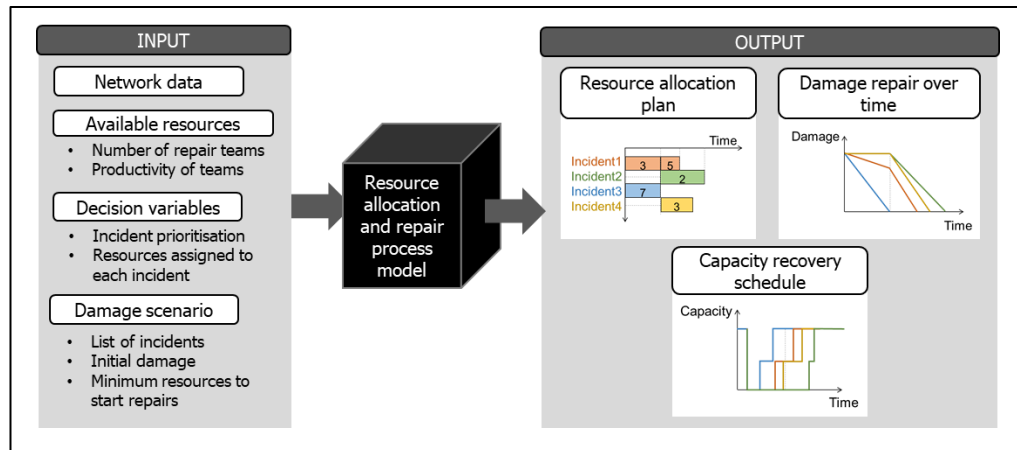 INPUT
Network data
Available resources
• Number of repair teams
• Productivity of teams
Decision variables
• Incident prioritisation
• Resources assigned to
each incident
Damage scenario
• List of incidents
• Initial damage
• Minimum resources to
start repairs
Resource
allocation
and repair
process
model
OUTPUT
Resource allocation
plan
Time
Incident1 3 5
Incident2 2
Incident3 7
Incident4 3
Damage repair over
time
Damage
Time
Capacity recovery
schedule
Capacity
Time